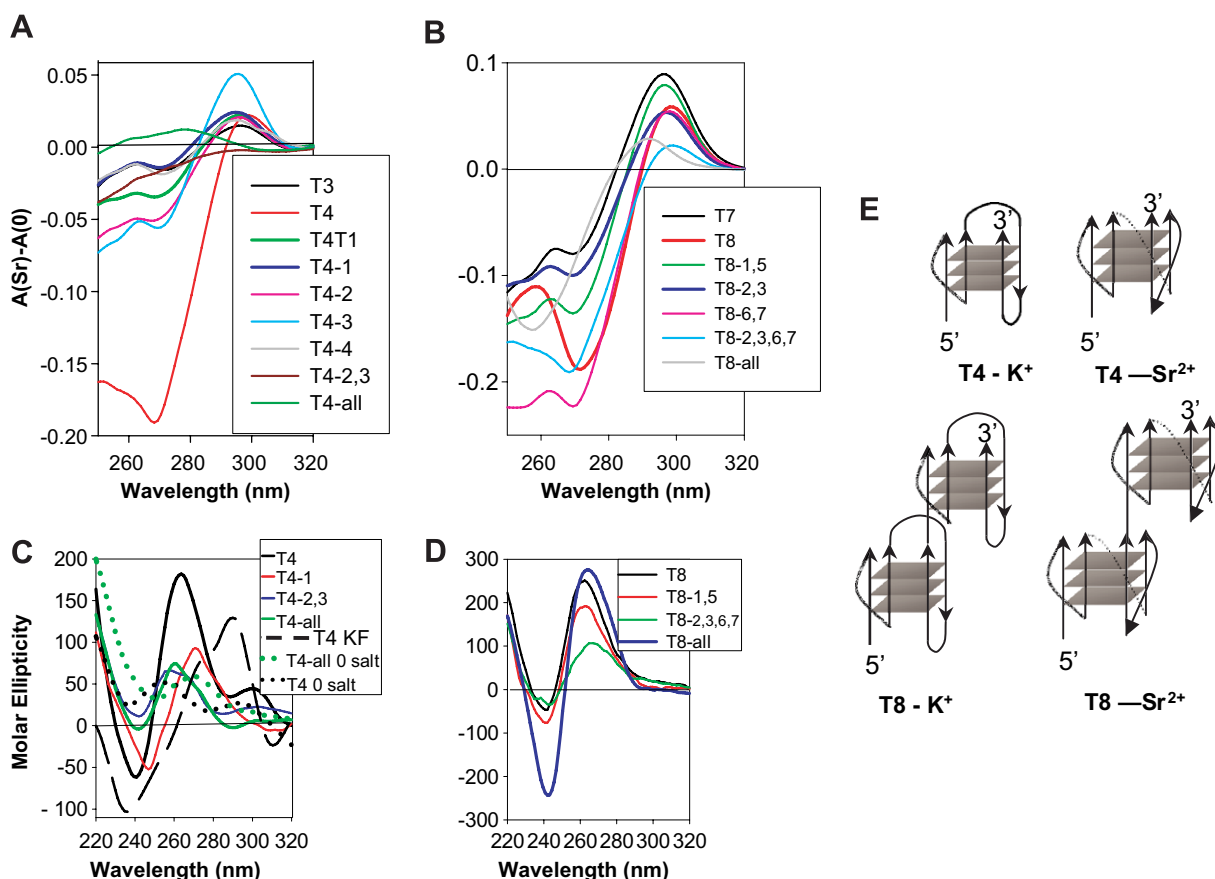 A
A(Sr)-A(0)
0.05
0.00
-0.05
-0.10
-0.15
-0.20
260
280
300
320
Wavelength (nm)
T3
T4
T4T1
T4-1
T4-2
T4-3
T4-4
T4-2,3
T4-all
B
0.1
0.0
-0.1
-0.2
260
280
300
320
Wavelength (nm)
T7
T8
T8-1,5
T8-2,3
T8-6,7
T8-2,3,6,7
T8-all
C
Molar Ellipticity
200
150
100
50
0
-50
- 100
220
240
260
280
300
320
Wavelength (nm)
T4
T4-1
T4-2,3
T4-all
T4 KF
T4-all 0 salt
T4 0 salt
D
300
200
100
0
-100
-200
-300
220
240
260
280
300
320
Wavelength (nm)
T8
T8-1,5
T8-2,3,6,7
T8-all
E
3’
3’
5’
5’
T4 - K+
T4 —Sr2+
3’
3’
5’
5’
T8 - K+
T8 —Sr2+